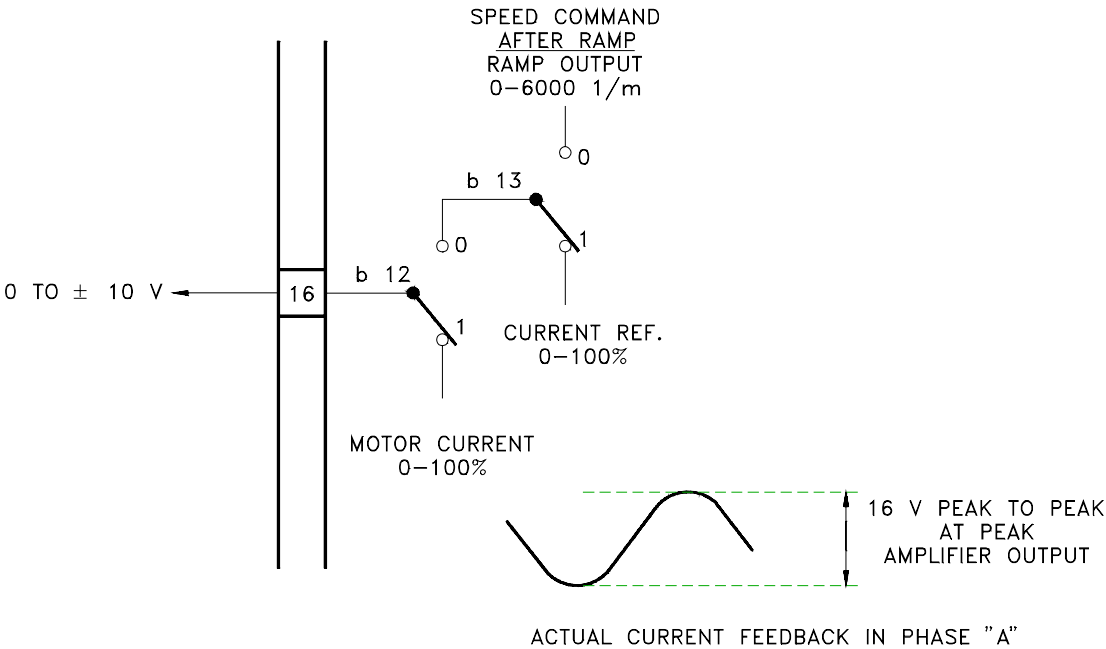 SPEED COMMAND
AFTER RAMP
RAMP OUTPUT
0-6000 1/m
0
b 13
1
0
b 12
0 TO ± 10 V
16
1
CURRENT REF.
0-100%
MOTOR CURRENT
0-100%
16 V PEAK TO PEAK
AT PEAK
AMPLIFIER OUTPUT
ACTUAL CURRENT FEEDBACK IN PHASE "A"